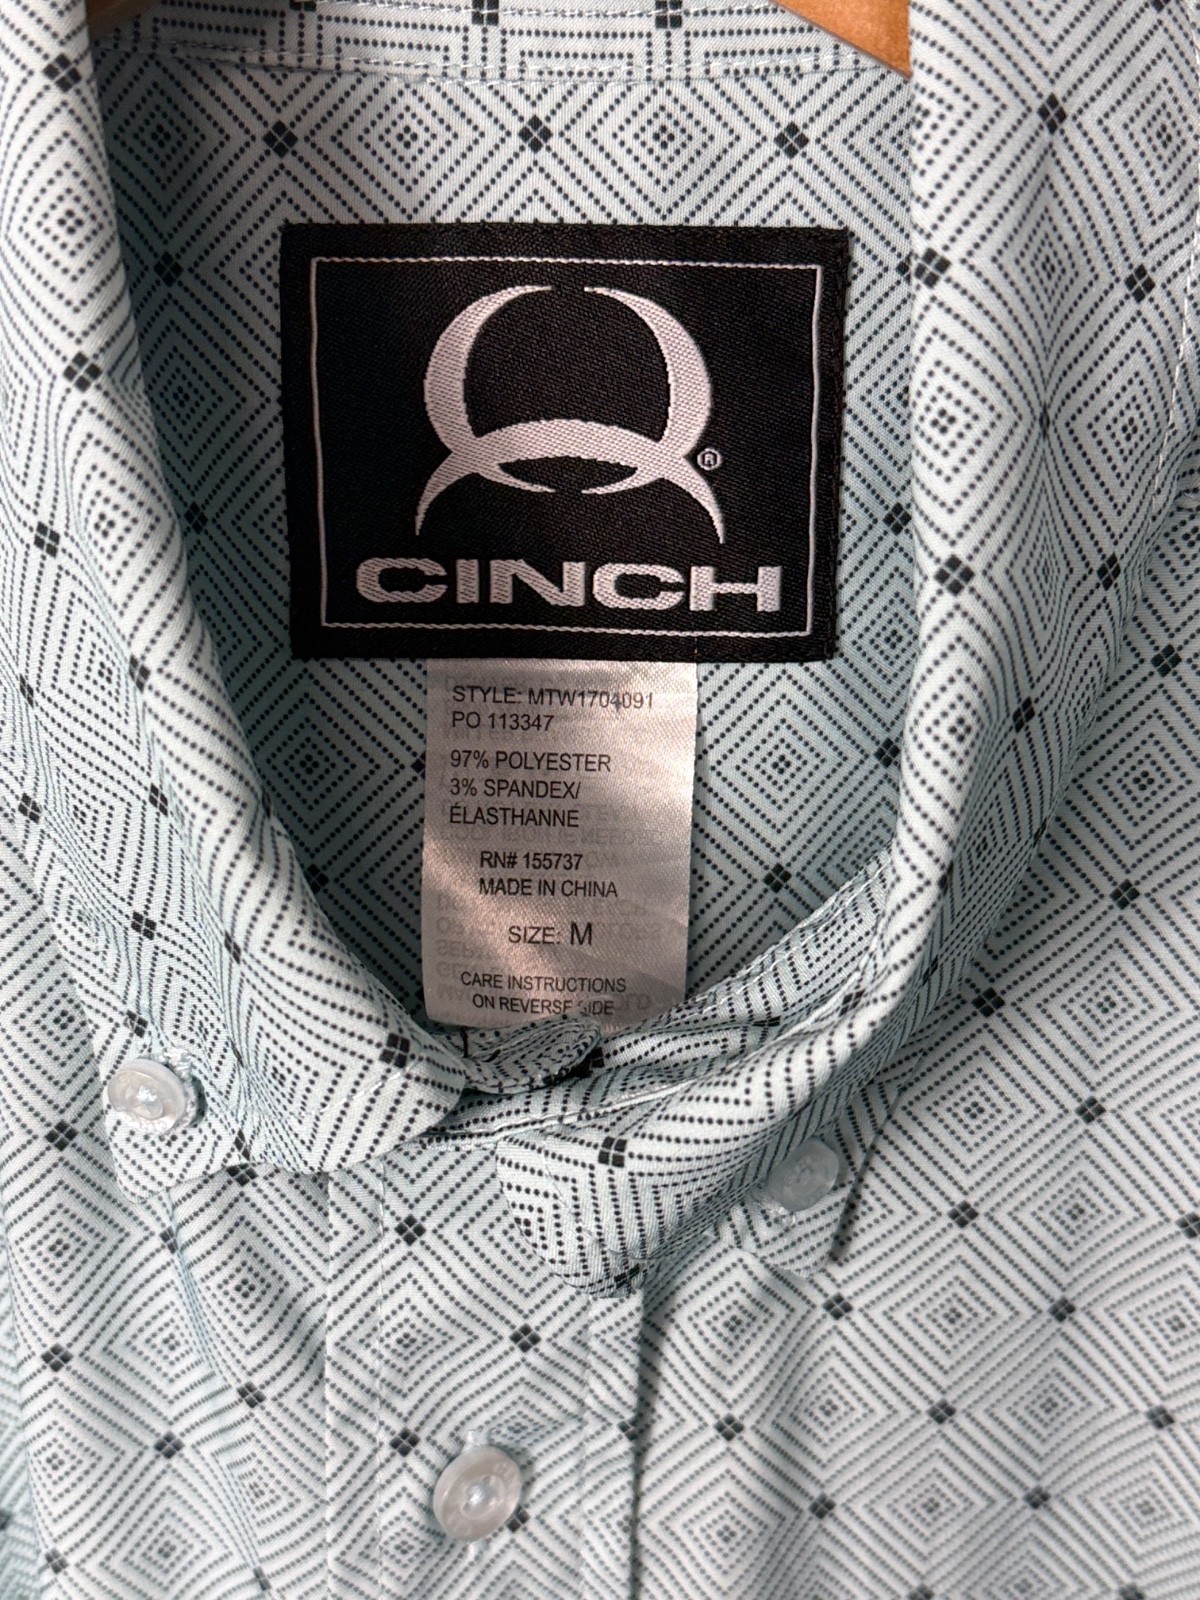 ®
CINCH
STYLE: MTW1704091
PO 113347
97% POLYESTER
3% SPANDEX/
ÉLASTHANNE
RN# 155737
MADE IN CHINA
SIZE: M
CARE INSTRUCTIONS
ON REVERSE SIDE